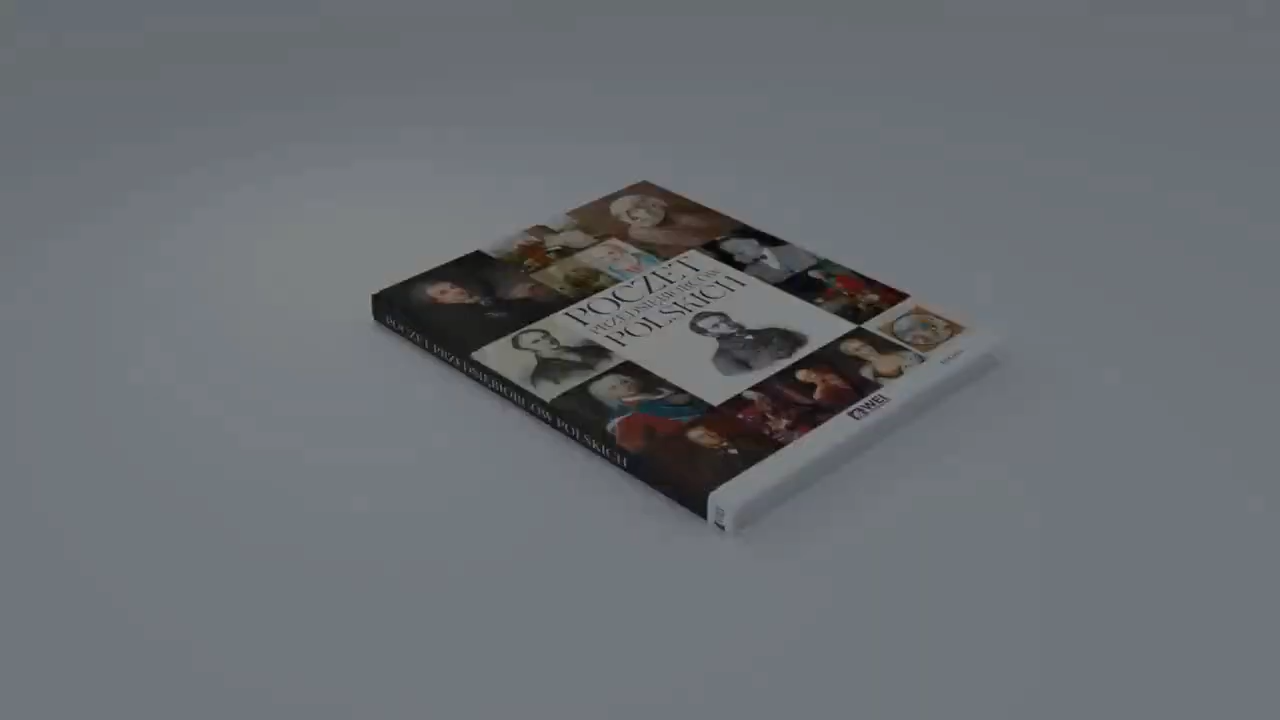 POCZET
PRZEDSIĘBIORCÓW
POLSKICH
WEI
POCZET PRZEDSIĘBIORCÓW POLSKICH